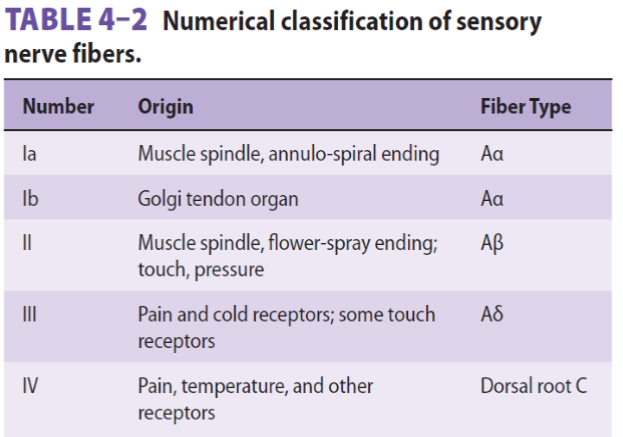 TABLE 4–2 Numerical classification of sensory
nerve fibers.
Number Origin Fiber Type
Ia Muscle spindle, annulo-spiral ending Aα
Ib Golgi tendon organ Aα
II Muscle spindle, flower-spray ending; Aβ
touch, pressure
III Pain and cold receptors; some touch Aδ
receptors
IV Pain, temperature, and other Dorsal root C
receptors